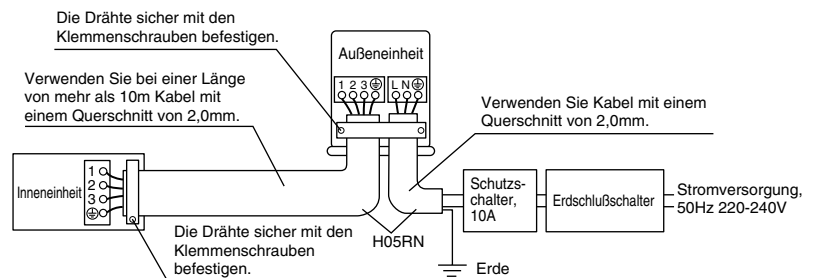 Die Drähte sicher mit den
Klemmenschrauben befestigen.
Außeneinheit
1 2 3
L N
Verwenden Sie bei einer Länge
von mehr als 10m Kabel mit
einem Querschnitt von 2,0mm.
Verwenden Sie Kabel mit einem
Querschnitt von 2,0mm.
Inneneinheit
1
2
3
Schutzs-
chalter,
10A
Erdschlußschalter
Stromversorgung,
50Hz 220-240V
Die Drähte sicher mit den
Klemmenschrauben
befestigen.
H05RN
Erde